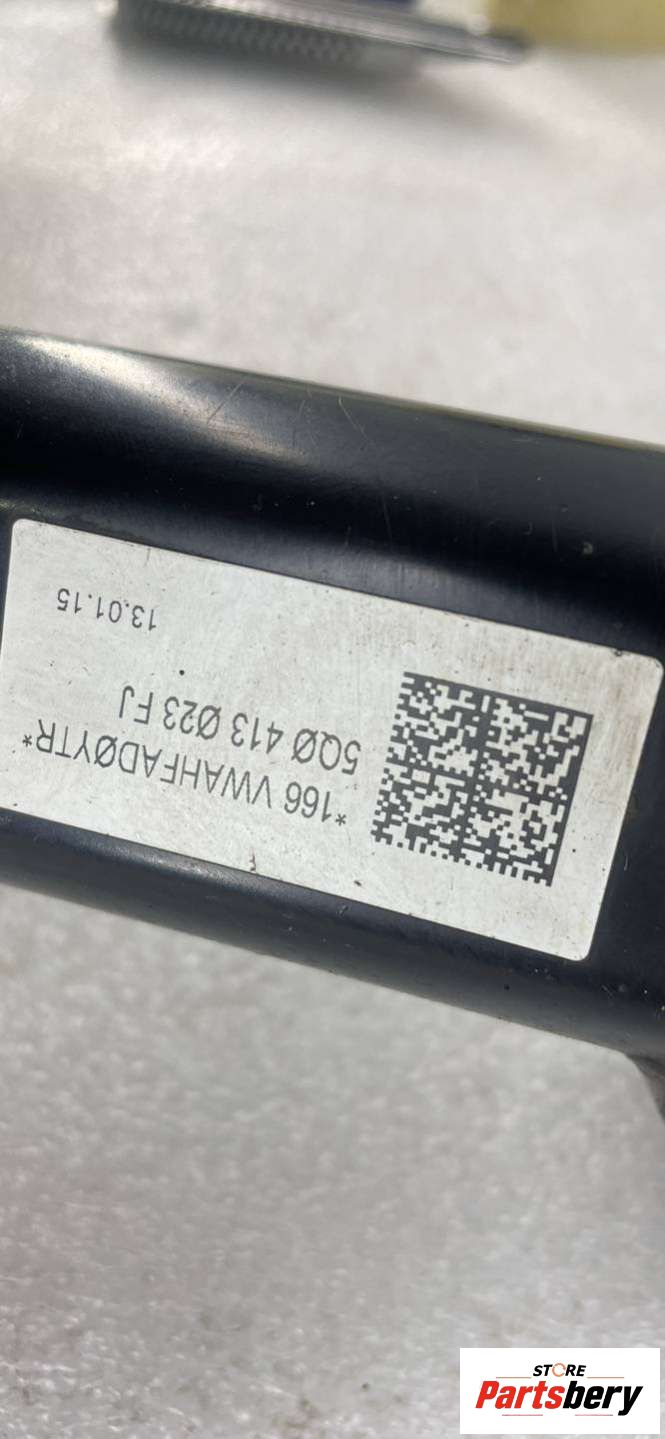 *166 VWAHFADØYTR*
5QØ 413 Ø23 FJ
13.01.15
STORE
Partsbery